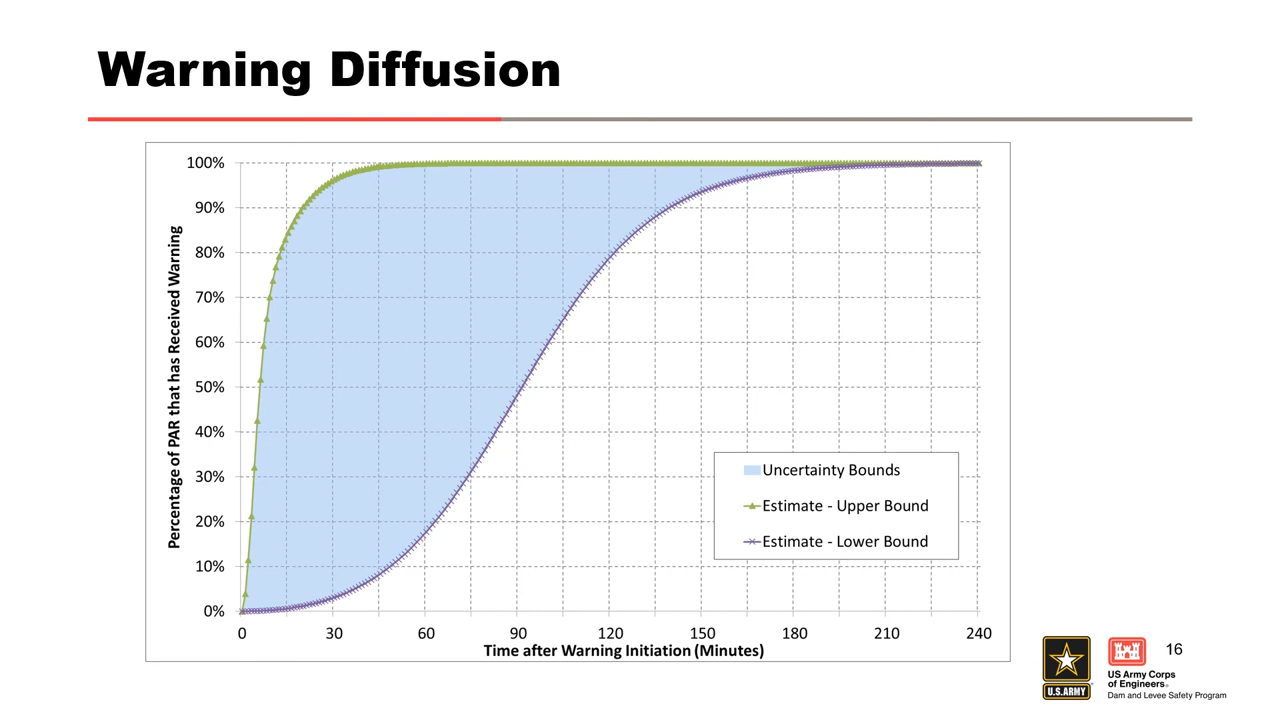 Warning Diffusion
100%
90%
80%
70%
60%
50%
40%
30%
20%
10%
0%
Percentage of PAR that has Received Warning
Uncertainty Bounds
Estimate - Upper Bound
Estimate - Lower Bound
0 30 60 90 120 150 180 210 240
Time after Warning Initiation (Minutes)
U.S.ARMY
US Army Corps
of Engineers®
Dam and Levee Safety Program
16